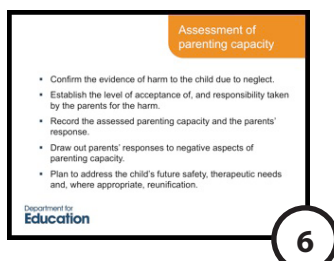 Assessment of
parenting capacity
▪ Confirm the evidence of harm to the child due to neglect.
▪ Establish the level of acceptance of, and responsibility taken
by the parents for the harm.
▪ Record the assessed parenting capacity and the parents'
response.
▪ Draw out parents' responses to negative aspects of
parenting capacity.
▪ Plan to address the child's future safety, therapeutic needs
and, where appropriate, reunification.
Department for
Education
6